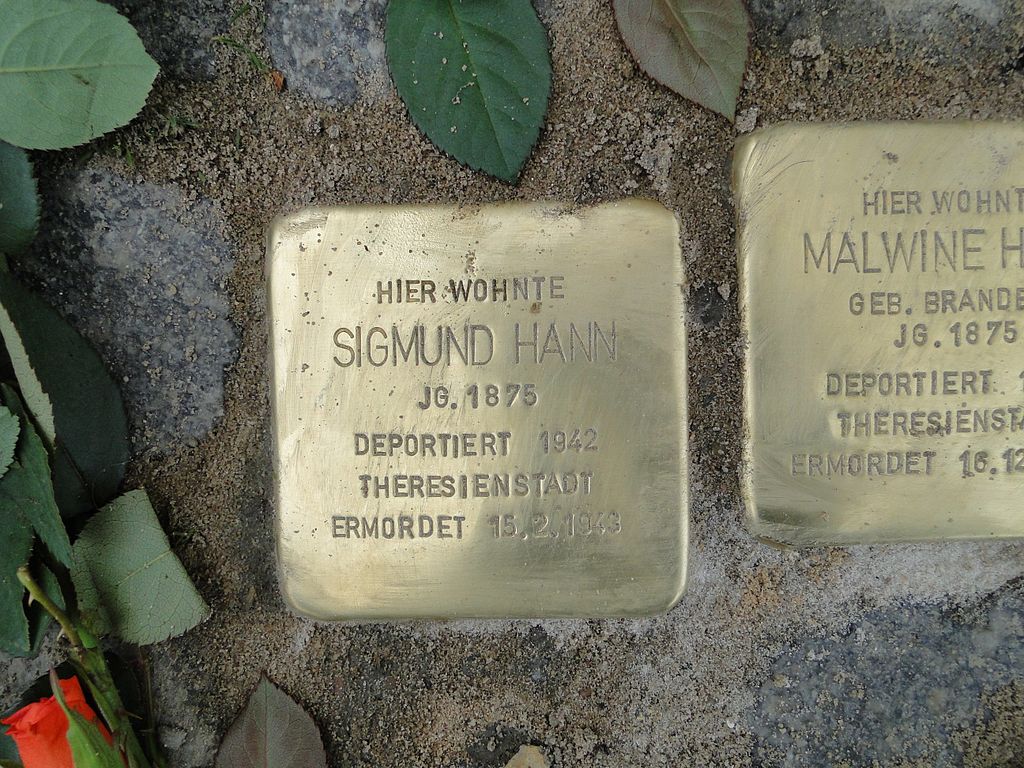 HIER WOHNTE
SIGMUND HANN
JG. 1875
DEPORTIERT 1942
THERESIENSTADT
ERMORDET 15.2.1943
HIER WOHNT
MALWINE H
GEB. BRANDE
JG. 1875
DEPORTIERT
THERESIENSTA
ERMORDET 16.12